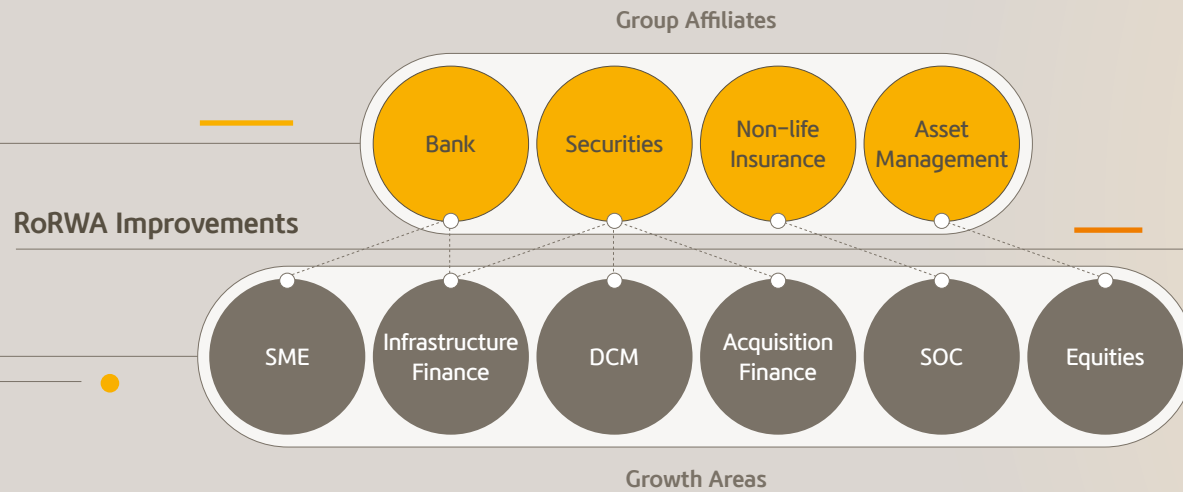 Group Affiliates
Bank
Securities
Non-life
Insurance
Asset
Management
RoRWA Improvements
SME
Infrastructure
Finance
DCM
Acquisition
Finance
SOC
Equities
Growth Areas